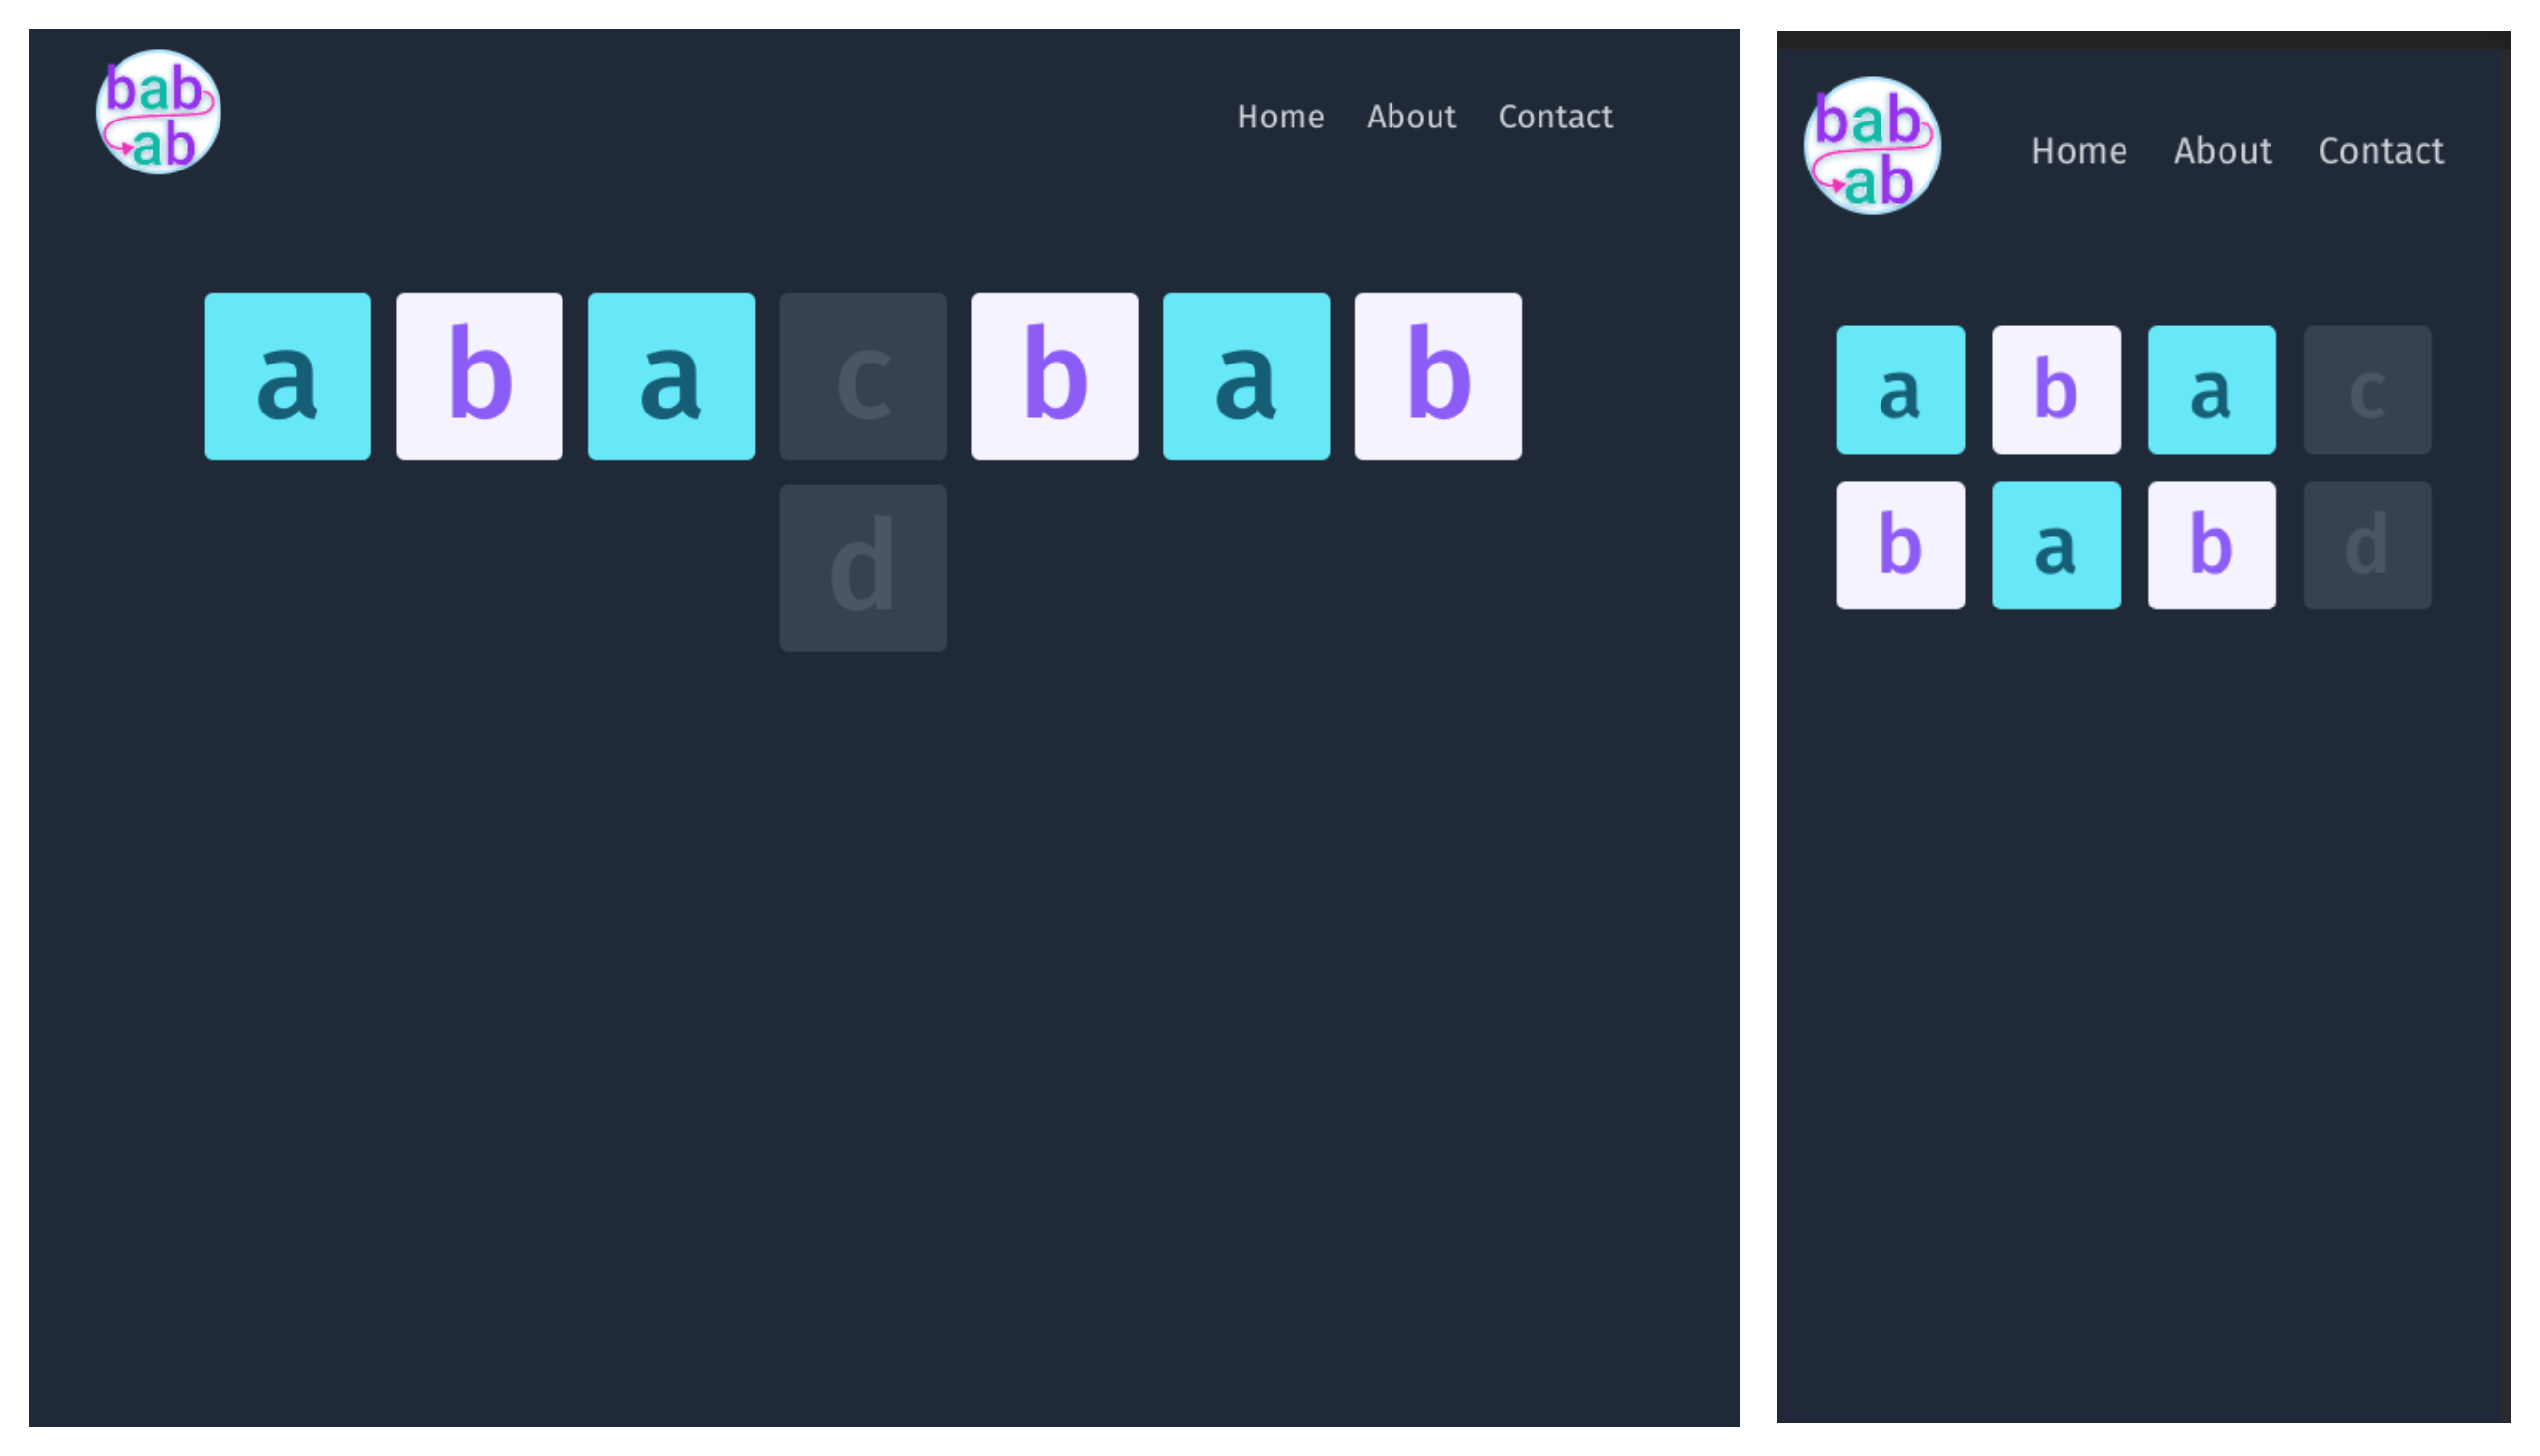 bab
ab
Home About Contact
a b a c b a b
d
bab
ab
Home About Contact
a b a c
b a b d